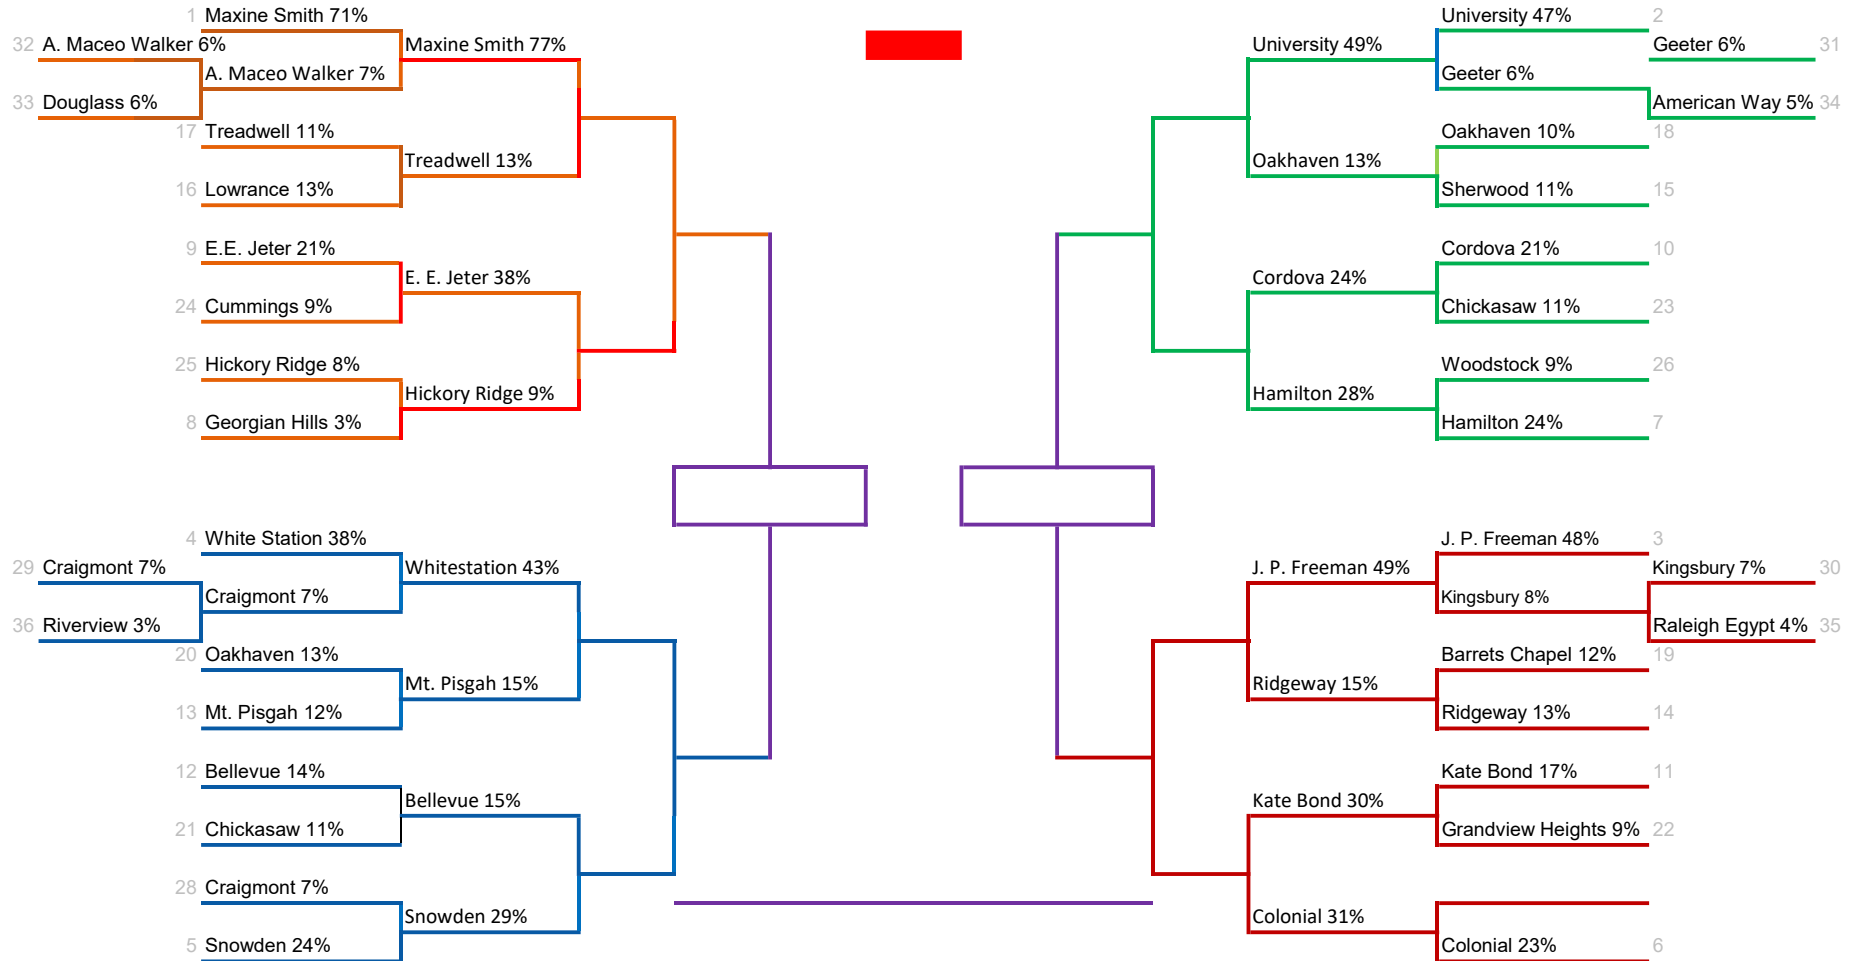 1 Maxine Smith 71%
32 A. Maceo Walker 6%
Maxine Smith 77%
A. Maceo Walker 7%
33 Douglass 6%
17 Treadwell 11%
Treadwell 13%
16 Lowrance 13%
9 E.E. Jeter 21%
E. E. Jeter 38%
24 Cummings 9%
25 Hickory Ridge 8%
Hickory Ridge 9%
8 Georgian Hills 3%
4 White Station 38%
29 Craigmont 7%
Whitestation 43%
Craigmont 7%
36 Riverview 3%
20 Oakhaven 13%
Mt. Pisgah 15%
13 Mt. Pisgah 12%
12 Bellevue 14%
Bellevue 15%
21 Chickasaw 11%
28 Craigmont 7%
Snowden 29%
5 Snowden 24%
University 47% 2
University 49%
Geeter 6% 31
Geeter 6%
American Way 5% 34
Oakhaven 10% 18
Oakhaven 13%
Sherwood 11% 15
Cordova 21% 10
Cordova 24%
Chickasaw 11% 23
Woodstock 9% 26
Hamilton 28%
Hamilton 24% 7
J. P. Freeman 48% 3
J. P. Freeman 49%
Kingsbury 7% 30
Kingsbury 8%
Raleigh Egypt 4% 35
Barrets Chapel 12% 19
Ridgeway 15%
Ridgeway 13% 14
Kate Bond 17% 11
Kate Bond 30%
Grandview Heights 9% 22
Colonial 31%
Colonial 23% 6